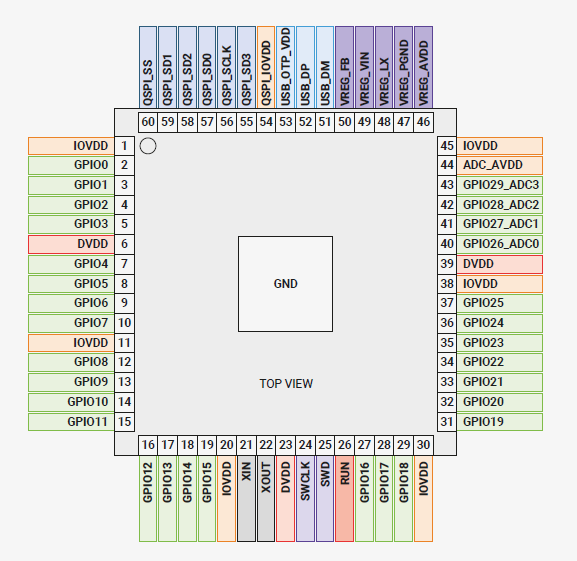 QSPI_SS
QSPI_SD1
QSPI_SD2
QSPI_SD0
QSPI_SCLK
QSPI_SD3
QSPI_IOVDD
USB_OTP_VDD
USB_DP
USB_DM
VREG_FB
VREG_VIN
VREG_LX
VREG_PGND
VREG_AVDD
60 59 58 57 56 55 54 53 52 51 50 49 48 47 46
IOVDD 1
GPIO0 2
GPIO1 3
GPIO2 4
GPIO3 5
DVDD 6
GPIO4 7
GPIO5 8
GPIO6 9
GPIO7 10
IOVDD 11
GPIO8 12
GPIO9 13
GPIO10 14
GPIO11 15
GND
TOP VIEW
45 IOVDD
44 ADC_AVDD
43 GPIO29_ADC3
42 GPIO28_ADC2
41 GPIO27_ADC1
40 GPIO26_ADC0
39 DVDD
38 IOVDD
37 GPIO25
36 GPIO24
35 GPIO23
34 GPIO22
33 GPIO21
32 GPIO20
31 GPIO19
16 17 18 19 20 21 22 23 24 25 26 27 28 29 30
GPIO12
GPIO13
GPIO14
GPIO15
IOVDD
XIN
XOUT
DVDD
SWCLK
SWD
RUN
GPIO16
GPIO17
GPIO18
IOVDD